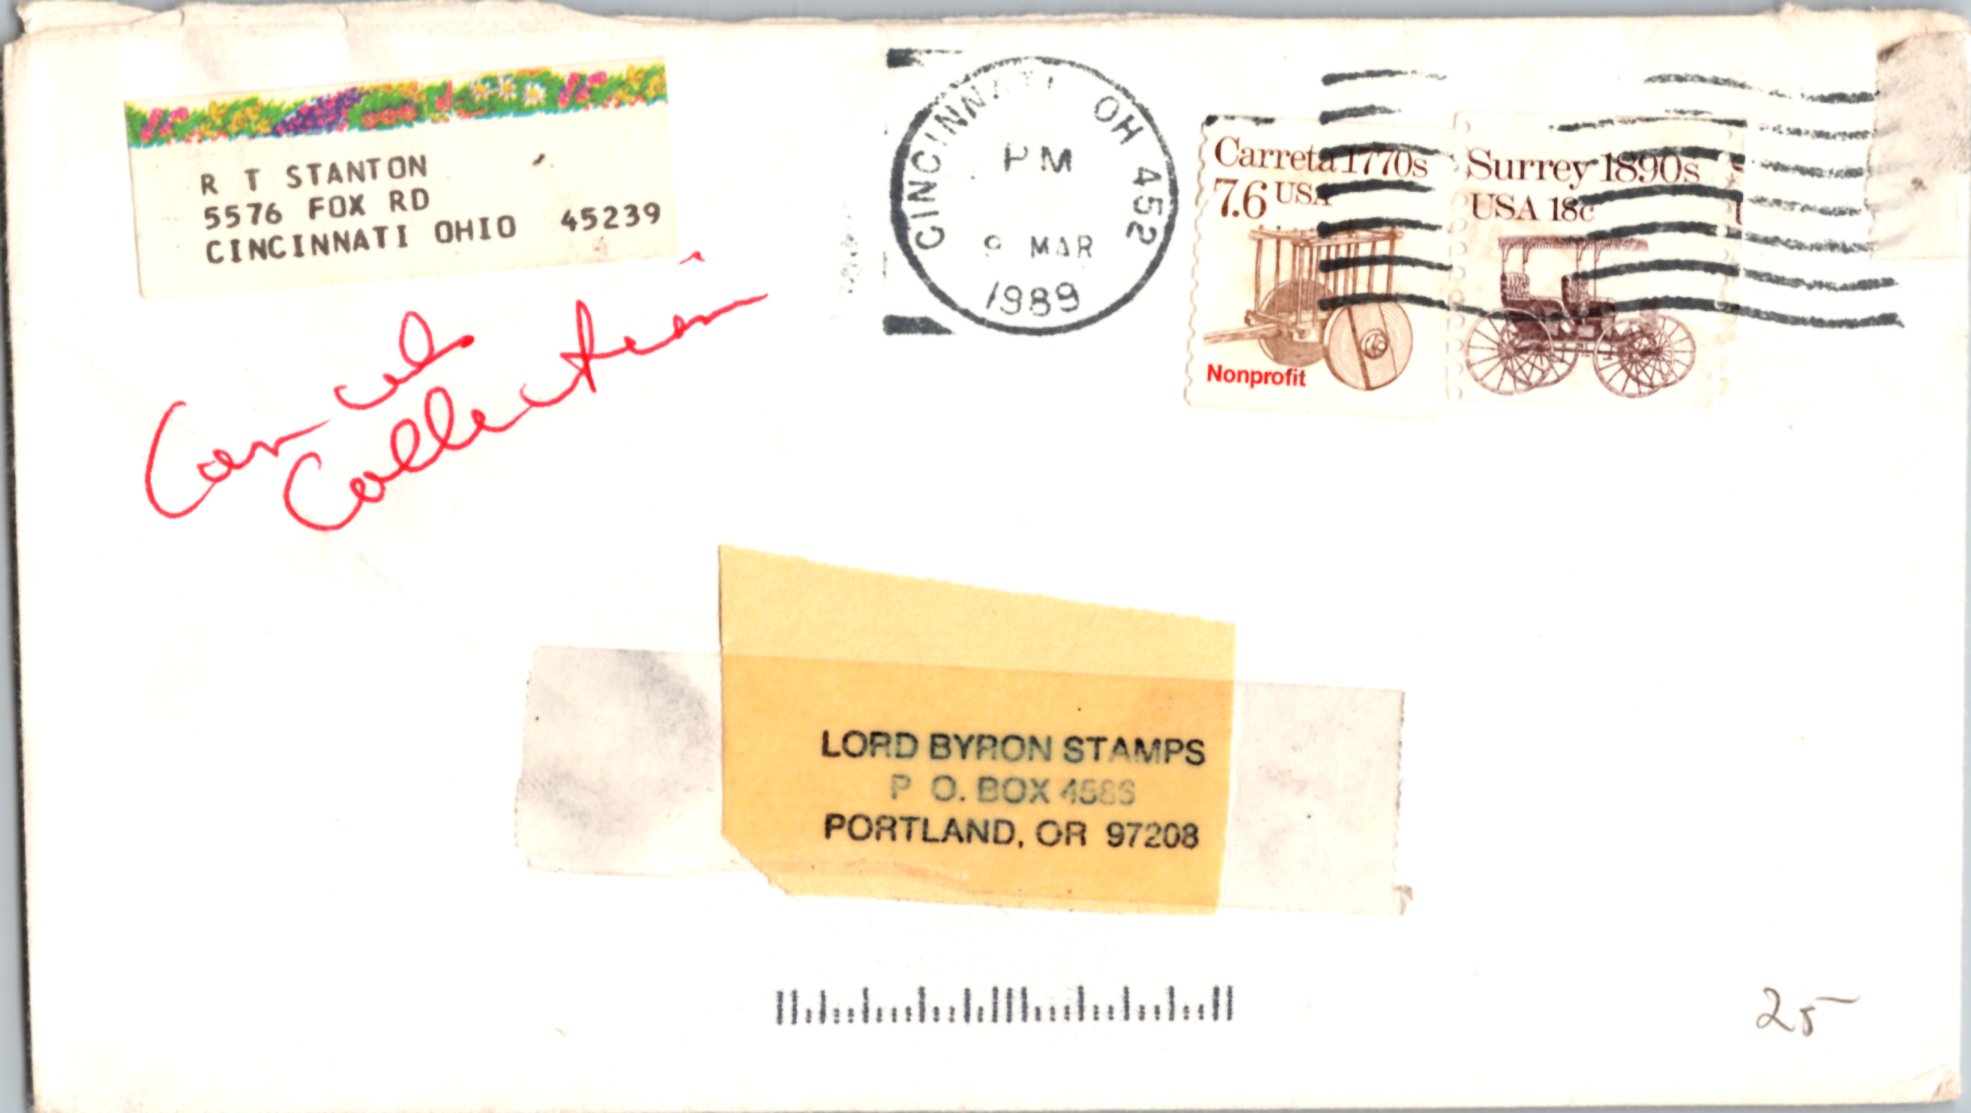 R T STANTON
5576 FOX RD
CINCINNATI OHIO 45239
CINCINNATI OH 452
PM
9 MAR
1989
Carreta 1770s
7.6 USA
Nonprofit
Surrey 1890s
USA 18c
Collection
LORD BYRON STAMPS
P O. BOX 4586
PORTLAND, OR 97208
25